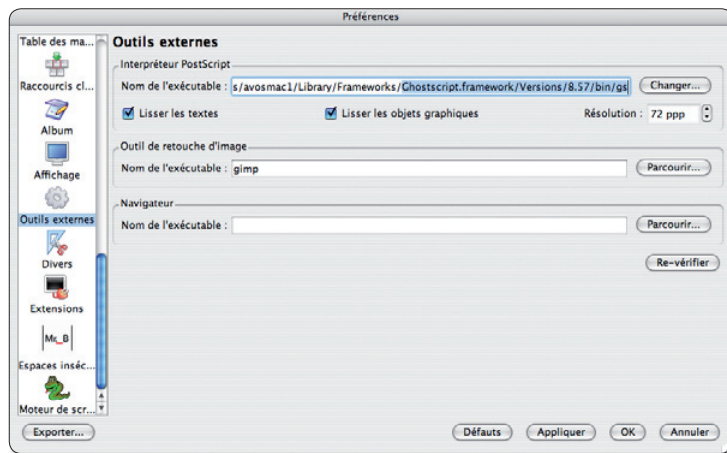 Préférences
Table des ma...
Raccourcis cl...
Album
Affichage
Outils externes
Divers
Extensions
Mr_B
Espaces inséc...
Moteur de scr...
Outils externes
Interpréteur PostScript
Nom de l'exécutable : s/avosmac1/Library/Frameworks/Ghostscript.framework/Versions/8.57/bin/gs Changer...
Lisser les textes Lisser les objets graphiques Résolution : 72 ppp
Outil de retouche d'image
Nom de l'exécutable : gimp Parcourir...
Navigateur
Nom de l'exécutable : Parcourir...
Re-vérifier
Exporter... Défauts Appliquer OK Annuler